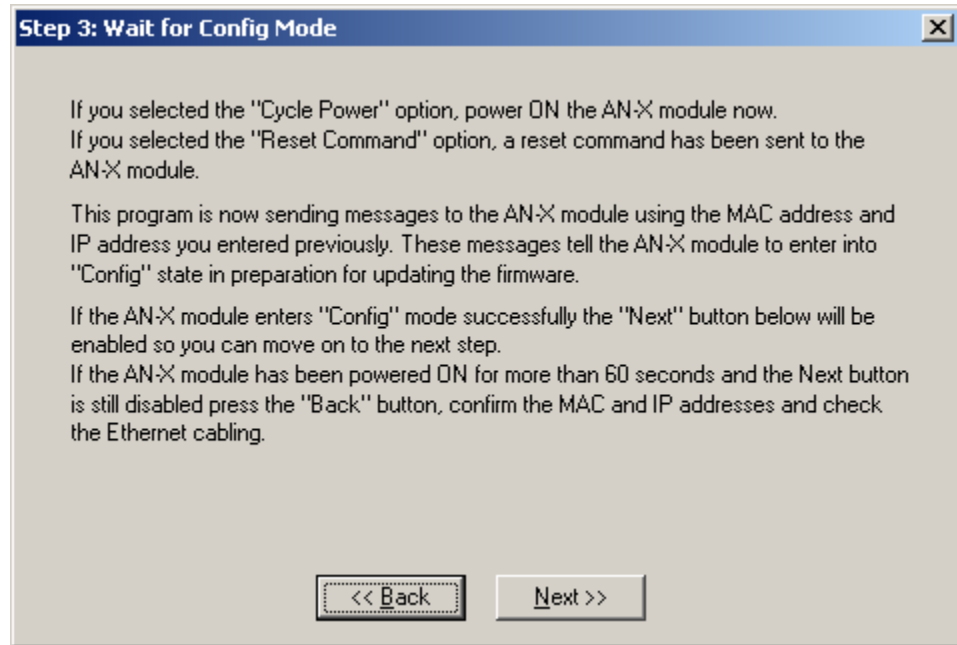 Step 3: Wait for Config Mode
If you selected the "Cycle Power" option, power ON the AN-X module now.
If you selected the "Reset Command" option, a reset command has been sent to the
AN-X module.
This program is now sending messages to the AN-X module using the MAC address and
IP address you entered previously. These messages tell the AN-X module to enter into
"Config" state in preparation for updating the firmware.
If the AN-X module enters "Config" mode successfully the "Next" button below will be
enabled so you can move on to the next step.
If the AN-X module has been powered ON for more than 60 seconds and the Next button
is still disabled press the "Back" button, confirm the MAC and IP addresses and check
the Ethernet cabling.
<< Back
Next >>